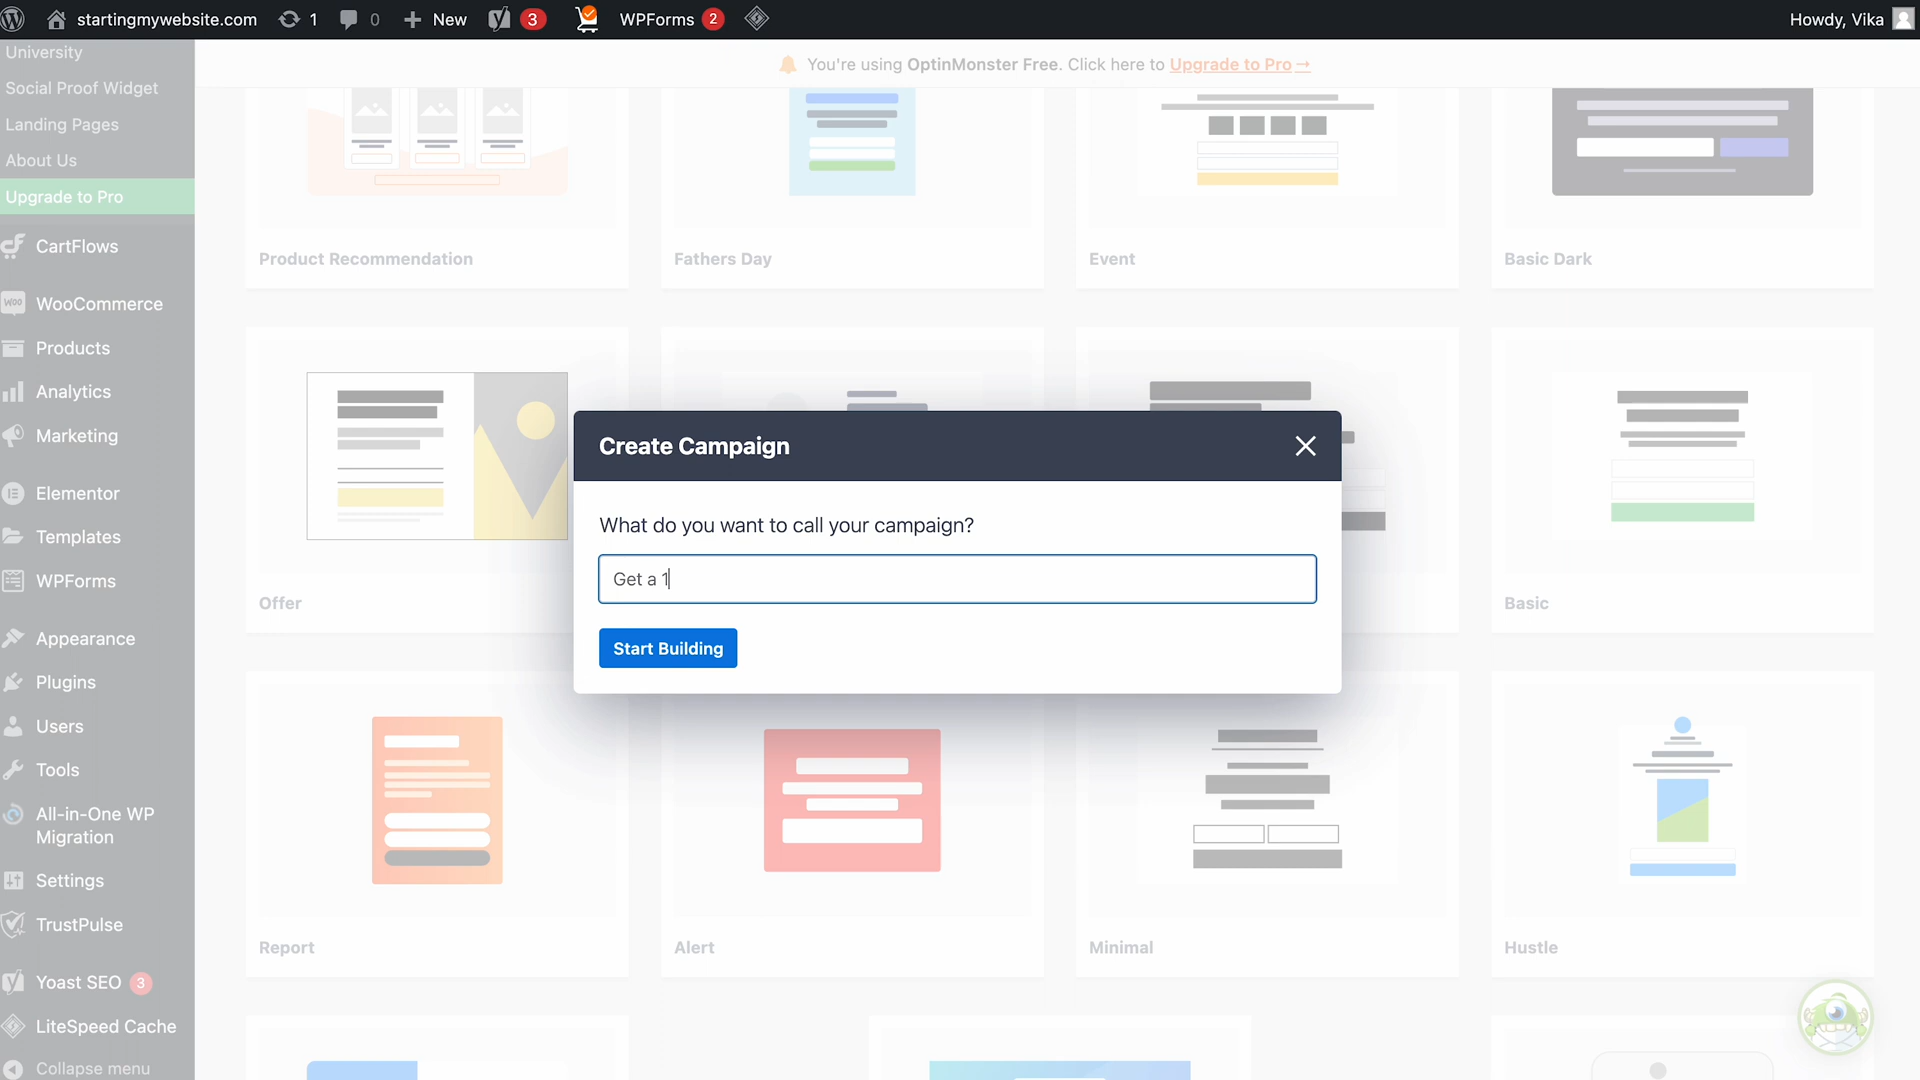 startingmywebsite.com 1 0 New 3 WPForms 2 Howdy, Vika
University
Social Proof Widget
Landing Pages
About Us
Upgrade to Pro
CartFlows
WooCommerce
Products
Analytics
Marketing
Elementor
Templates
WPForms
Appearance
Plugins
Users
Tools
All-in-One WP
Migration
Settings
TrustPulse
Yoast SEO 3
LiteSpeed Cache
Collapse menu
You're using OptinMonster Free. Click here to Upgrade to Pro→
Product Recommendation
Fathers Day
Event
Basic Dark
Offer
Basic
Create Campaign
What do you want to call your campaign?
Get a 1
Start Building
Report
Alert
Minimal
Hustle